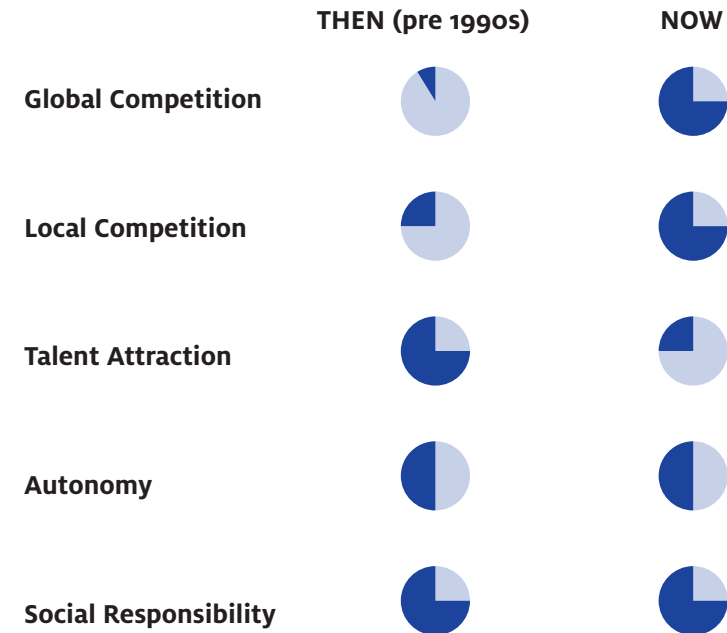 THEN (pre 1990s) NOW
Global Competition
Local Competition
Talent Attraction
Autonomy
Social Responsibility